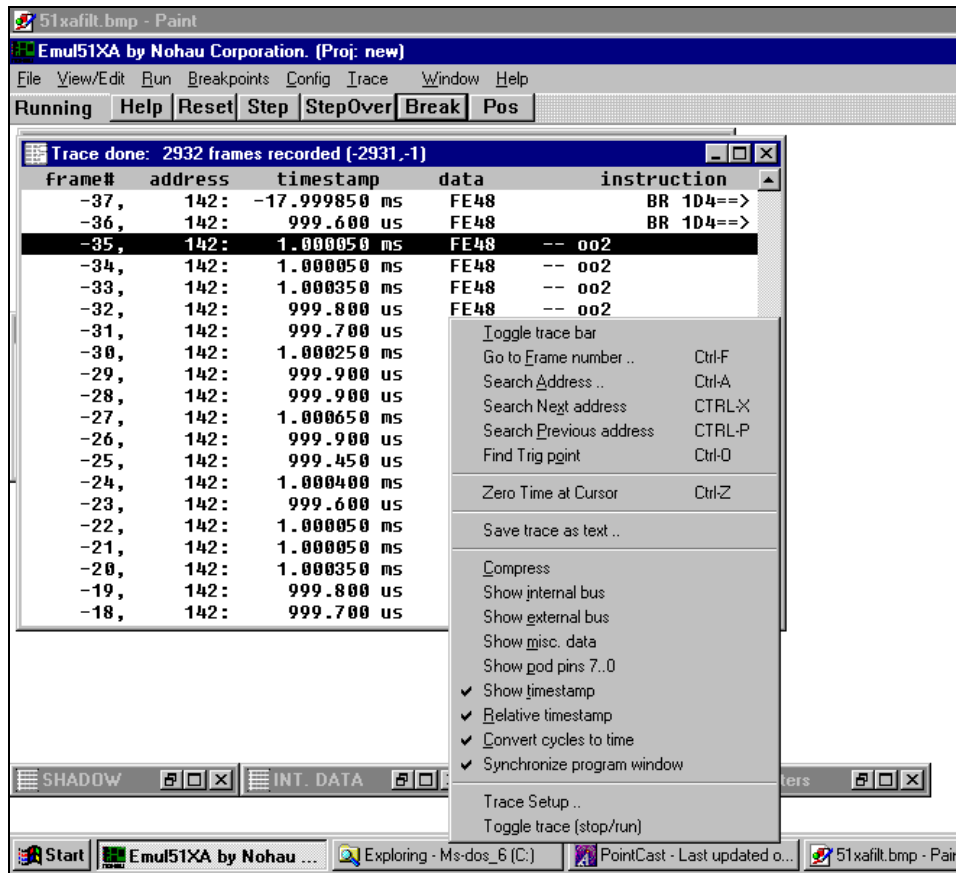 51xafilt.bmp - Paint
Emul51XA by Nohau Corporation. (Proj: new)
File View/Edit Run Breakpoints Config Trace Window Help
Running Help Reset Step StepOver Break Pos
Trace done: 2932 frames recorded (-2931,-1)
frame# address timestamp data instruction
-37, 142: -17.999850 ms FE48 BR 1D4==>
-36, 142: 999.600 us FE48 BR 1D4==>
-35, 142: 1.000050 ms FE48 -- oo2
-34, 142: 1.000050 ms FE48 -- oo2
-33, 142: 1.000350 ms FE48 -- oo2
-32, 142: 999.800 us FE48 -- oo2
-31, 142: 999.700 us
-30, 142: 1.000250 ms
-29, 142: 999.900 us
-28, 142: 999.900 us
-27, 142: 1.000650 ms
-26, 142: 999.900 us
-25, 142: 999.450 us
-24, 142: 1.000400 ms
-23, 142: 999.600 us
-22, 142: 1.000050 ms
-21, 142: 1.000050 ms
-20, 142: 1.000350 ms
-19, 142: 999.800 us
-18, 142: 999.700 us
Toggle trace bar
Go to Frame number .. Ctrl-F
Search Address .. Ctrl-A
Search Next address CTRL-X
Search Previous address CTRL-P
Find Trig point Ctrl-O
Zero Time at Cursor Ctrl-Z
Save trace as text ..
Compress
Show internal bus
Show external bus
Show misc. data
Show pod pins 7..0
Show timestamp
Relative timestamp
Convert cycles to time
Synchronize program window
Trace Setup ..
Toggle trace (stop/run)
SHADOW INT. DATA ters
Start Emul51XA by Nohau ... Exploring - Ms-dos_6 (C:) PointCast - Last updated o... 51xafilt.bmp - Pain